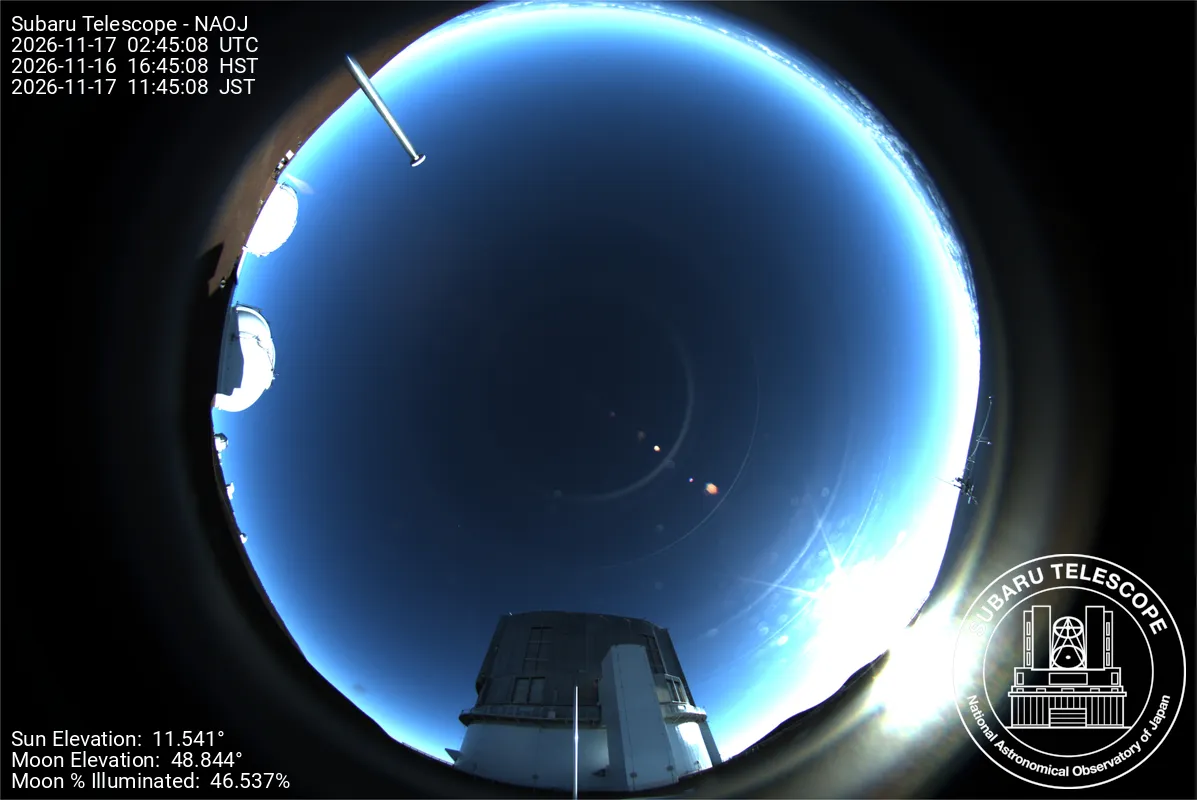 Subaru Telescope - NAOJ
2026-11-17 02:45:08 UTC
2026-11-16 16:45:08 HST
2026-11-17 11:45:08 JST
SUBARU TELESCOPE
National Astronomical Observatory of Japan
Sun Elevation: 11.541°
Moon Elevation: 48.844°
Moon % Illuminated: 46.537%